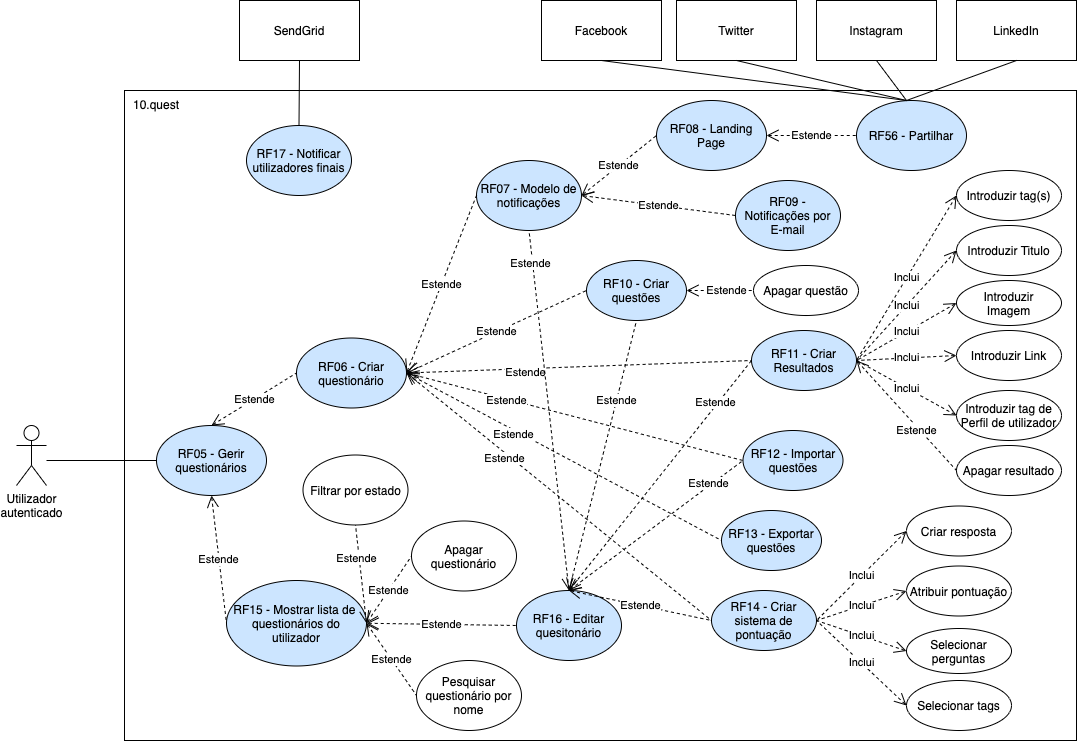 SendGrid
Facebook
Twitter
Instagram
LinkedIn
10.quest
RF17 - Notificar
utilizadores finais
RF08 - Landing
Page
Estende
RF56 - Partilhar
Estende
RF07 - Modelo de
notificações
Estende
RF09 -
Notificações por
E-mail
Introduzir tag(s)
Introduzir Titulo
Estende
Estende
RF10 - Criar
questões
Estende
Apagar questão
Inclui
Inclui
Introduzir
Imagem
Estende
Inclui
RF11 - Criar
Resultados
Inclui
Introduzir Link
RF06 - Criar
questionário
Estende
Inclui
Introduzir tag de
Perfil de utilizador
Estende
Estende
Estende
Estende
Estende
Estende
RF05 - Gerir
questionários
Estende
RF12 - Importar
questões
Apagar resultado
Utilizador
autenticado
Filtrar por estado
Estende
Criar resposta
RF13 - Exportar
questões
Apagar
questionário
Estende
Estende
Estende
Inclui
Atribuir pontuação
RF15 - Mostrar lista de
questionários do
utilizador
Estende
RF16 - Editar
quesitonário
Estende
RF14 - Criar
sistema de
pontuação
Inclui
Inclui
Selecionar
perguntas
Estende
Inclui
Pesquisar
questionário por
nome
Selecionar tags